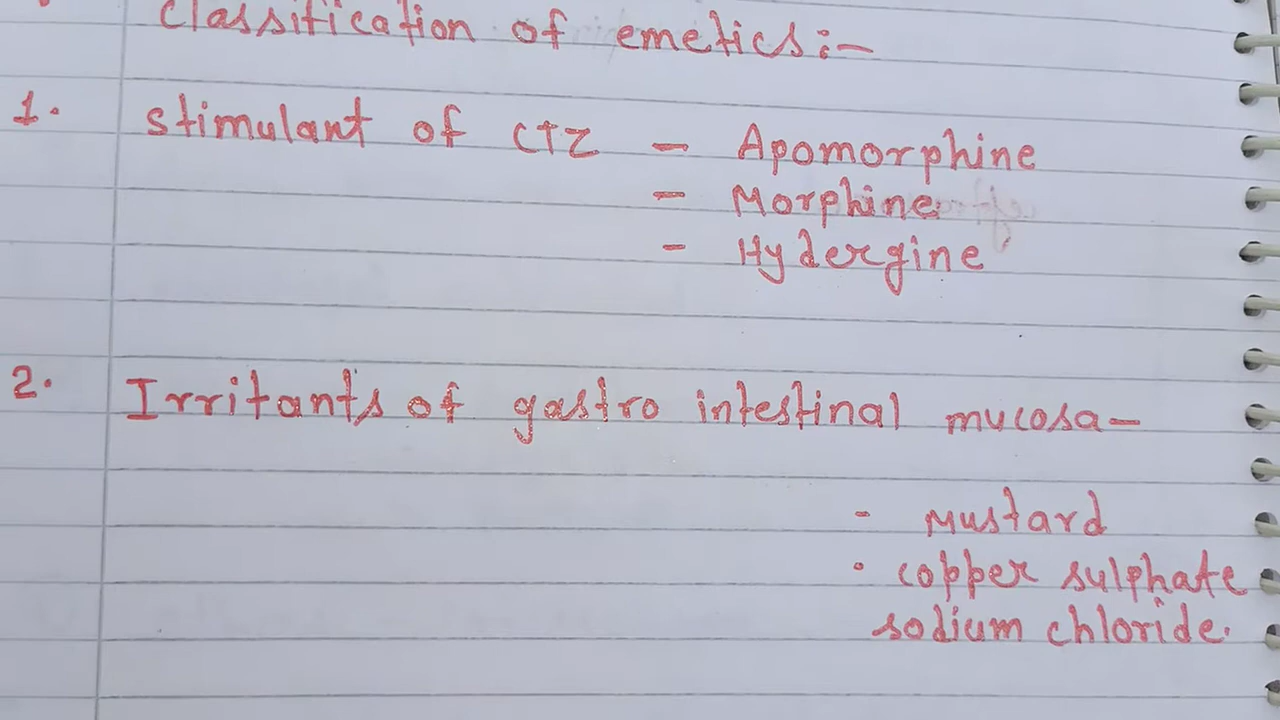 Classification of emetics:-
1. stimulant of CTZ - Apomorphine
- Morphine
- Hydergine
2. Irritants of gastro intestinal mucosa-
- Mustard
• copper sulphate
sodium chloride.